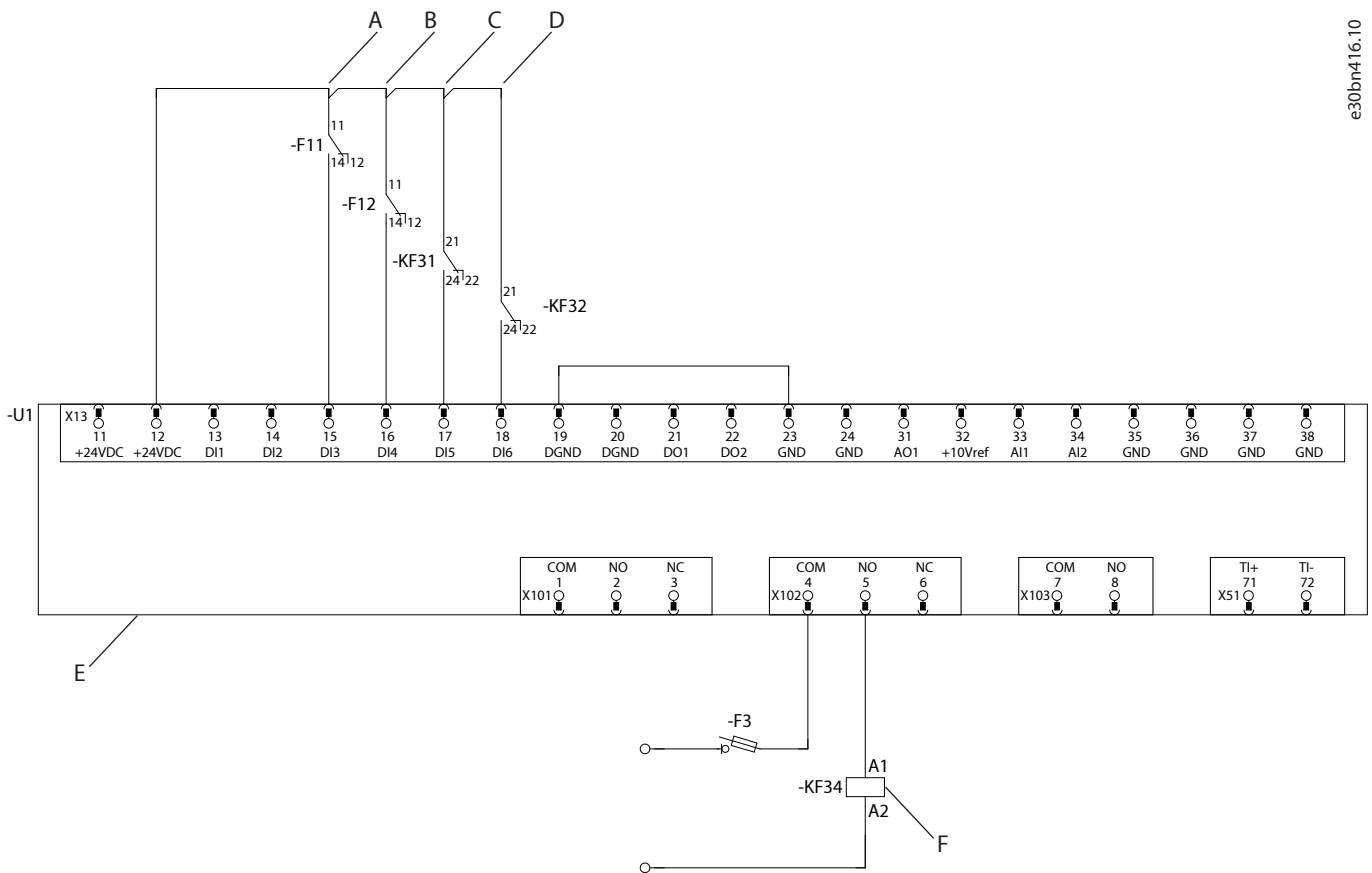 A B C D
e30bn416.10
11
-F11
14 12
11
-F12
14 12
21
-KF31
24 22
21
-KF32
24 22
-U1
X13
11 12 13 14 15 16 17 18 19 20 21 22 23 24 31 32 33 34 35 36 37 38
+24VDC +24VDC DI1 DI2 DI3 DI4 DI5 DI6 DGND DGND DO1 DO2 GND GND AO1 +10Vref AI1 AI2 GND GND GND GND
COM NO NC COM NO NC COM NO TI+ TI-
1 2 3 4 5 6 7 8 71 72
X101 X102 X103 X51
E
-F3
A1
-KF34
A2
F